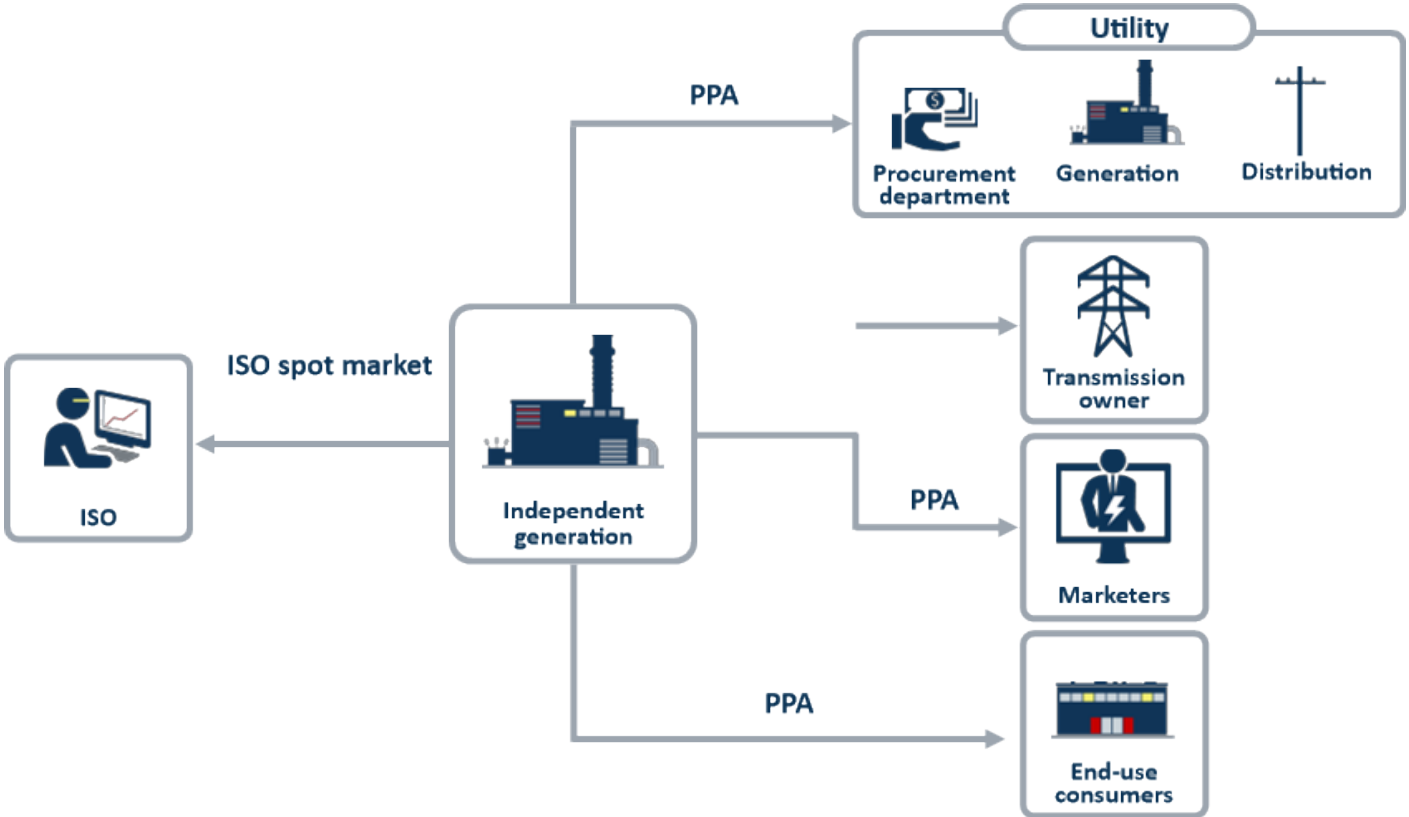 Utility
PPA
$
Procurement
department
Generation
Distribution
Transmission
owner
ISO spot market
ISO
Independent
generation
PPA
Marketers
PPA
End-use
consumers